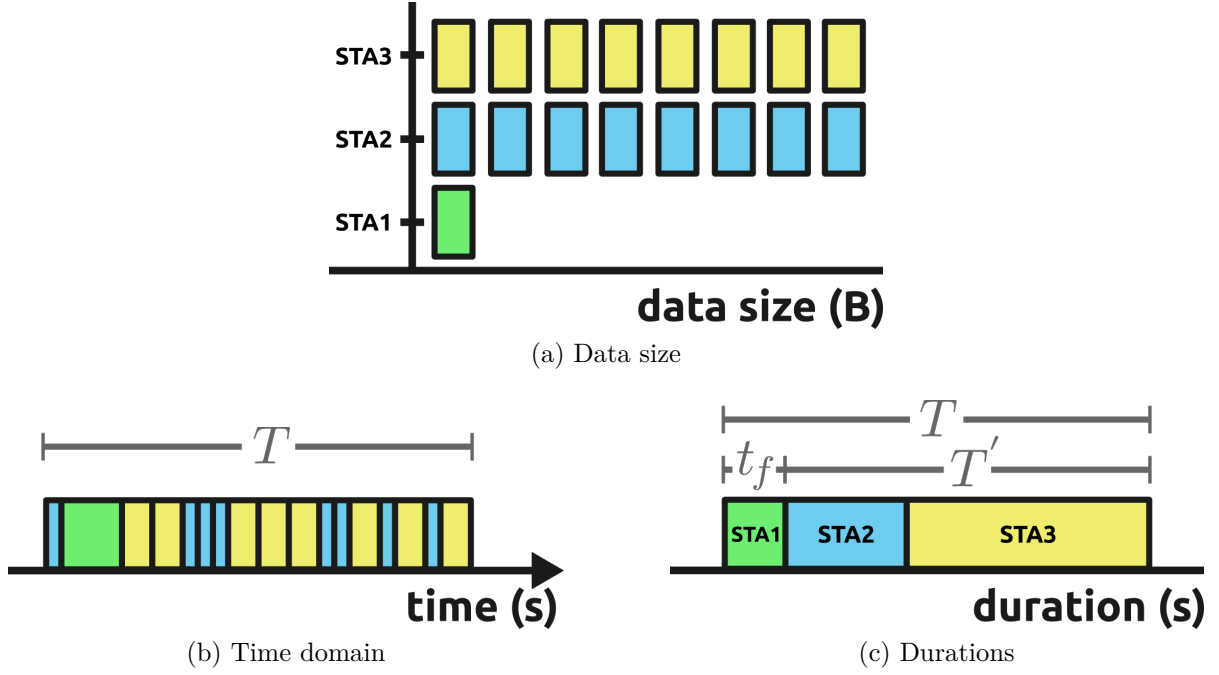 STA3
STA2
STA1
data size (B)
(a) Data size
T
time (s)
(b) Time domain
T
t_f T'
STA1 STA2 STA3
duration (s)
(c) Durations